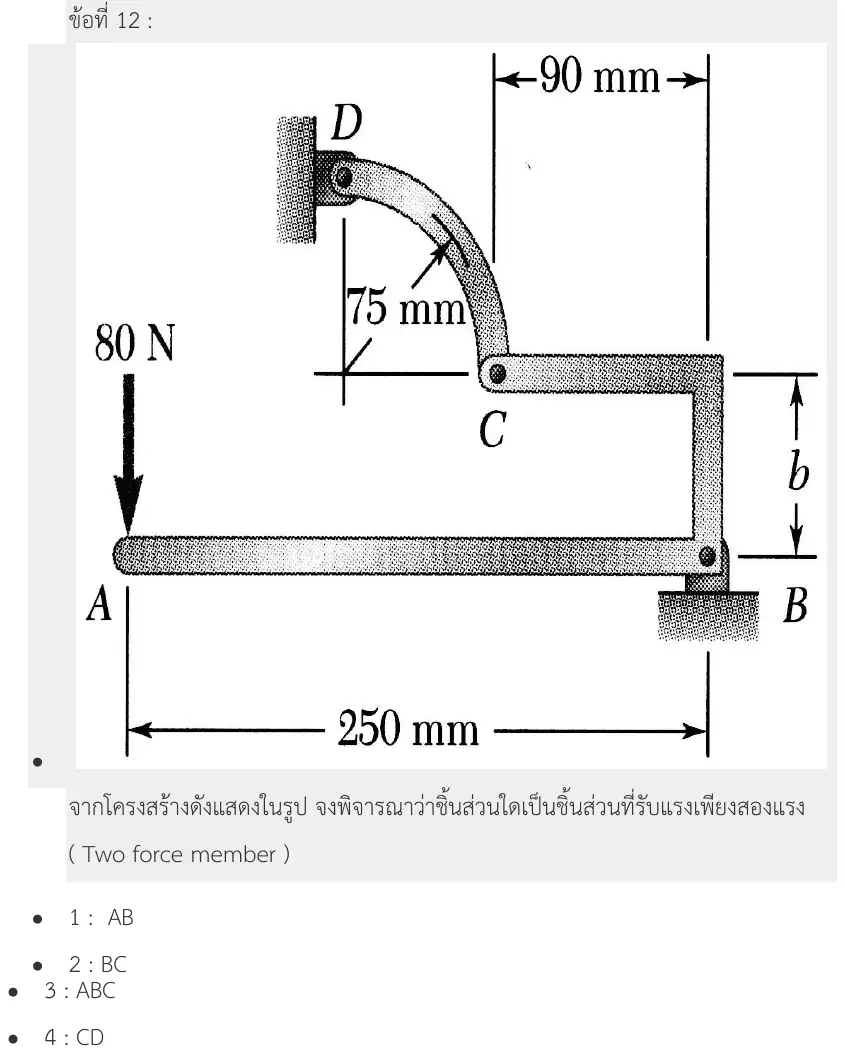 ข้อที่ 12 :
90 mm
D
75 mm
80 N
C
b
A
B
250 mm
จากโครงสร้างดังแสดงในรูป จงพิจารณาว่าชิ้นส่วนใดเป็นชิ้นส่วนที่รับแรงเพียงสองแรง
( Two force member )
1 : AB
2 : BC
3 : ABC
4 : CD